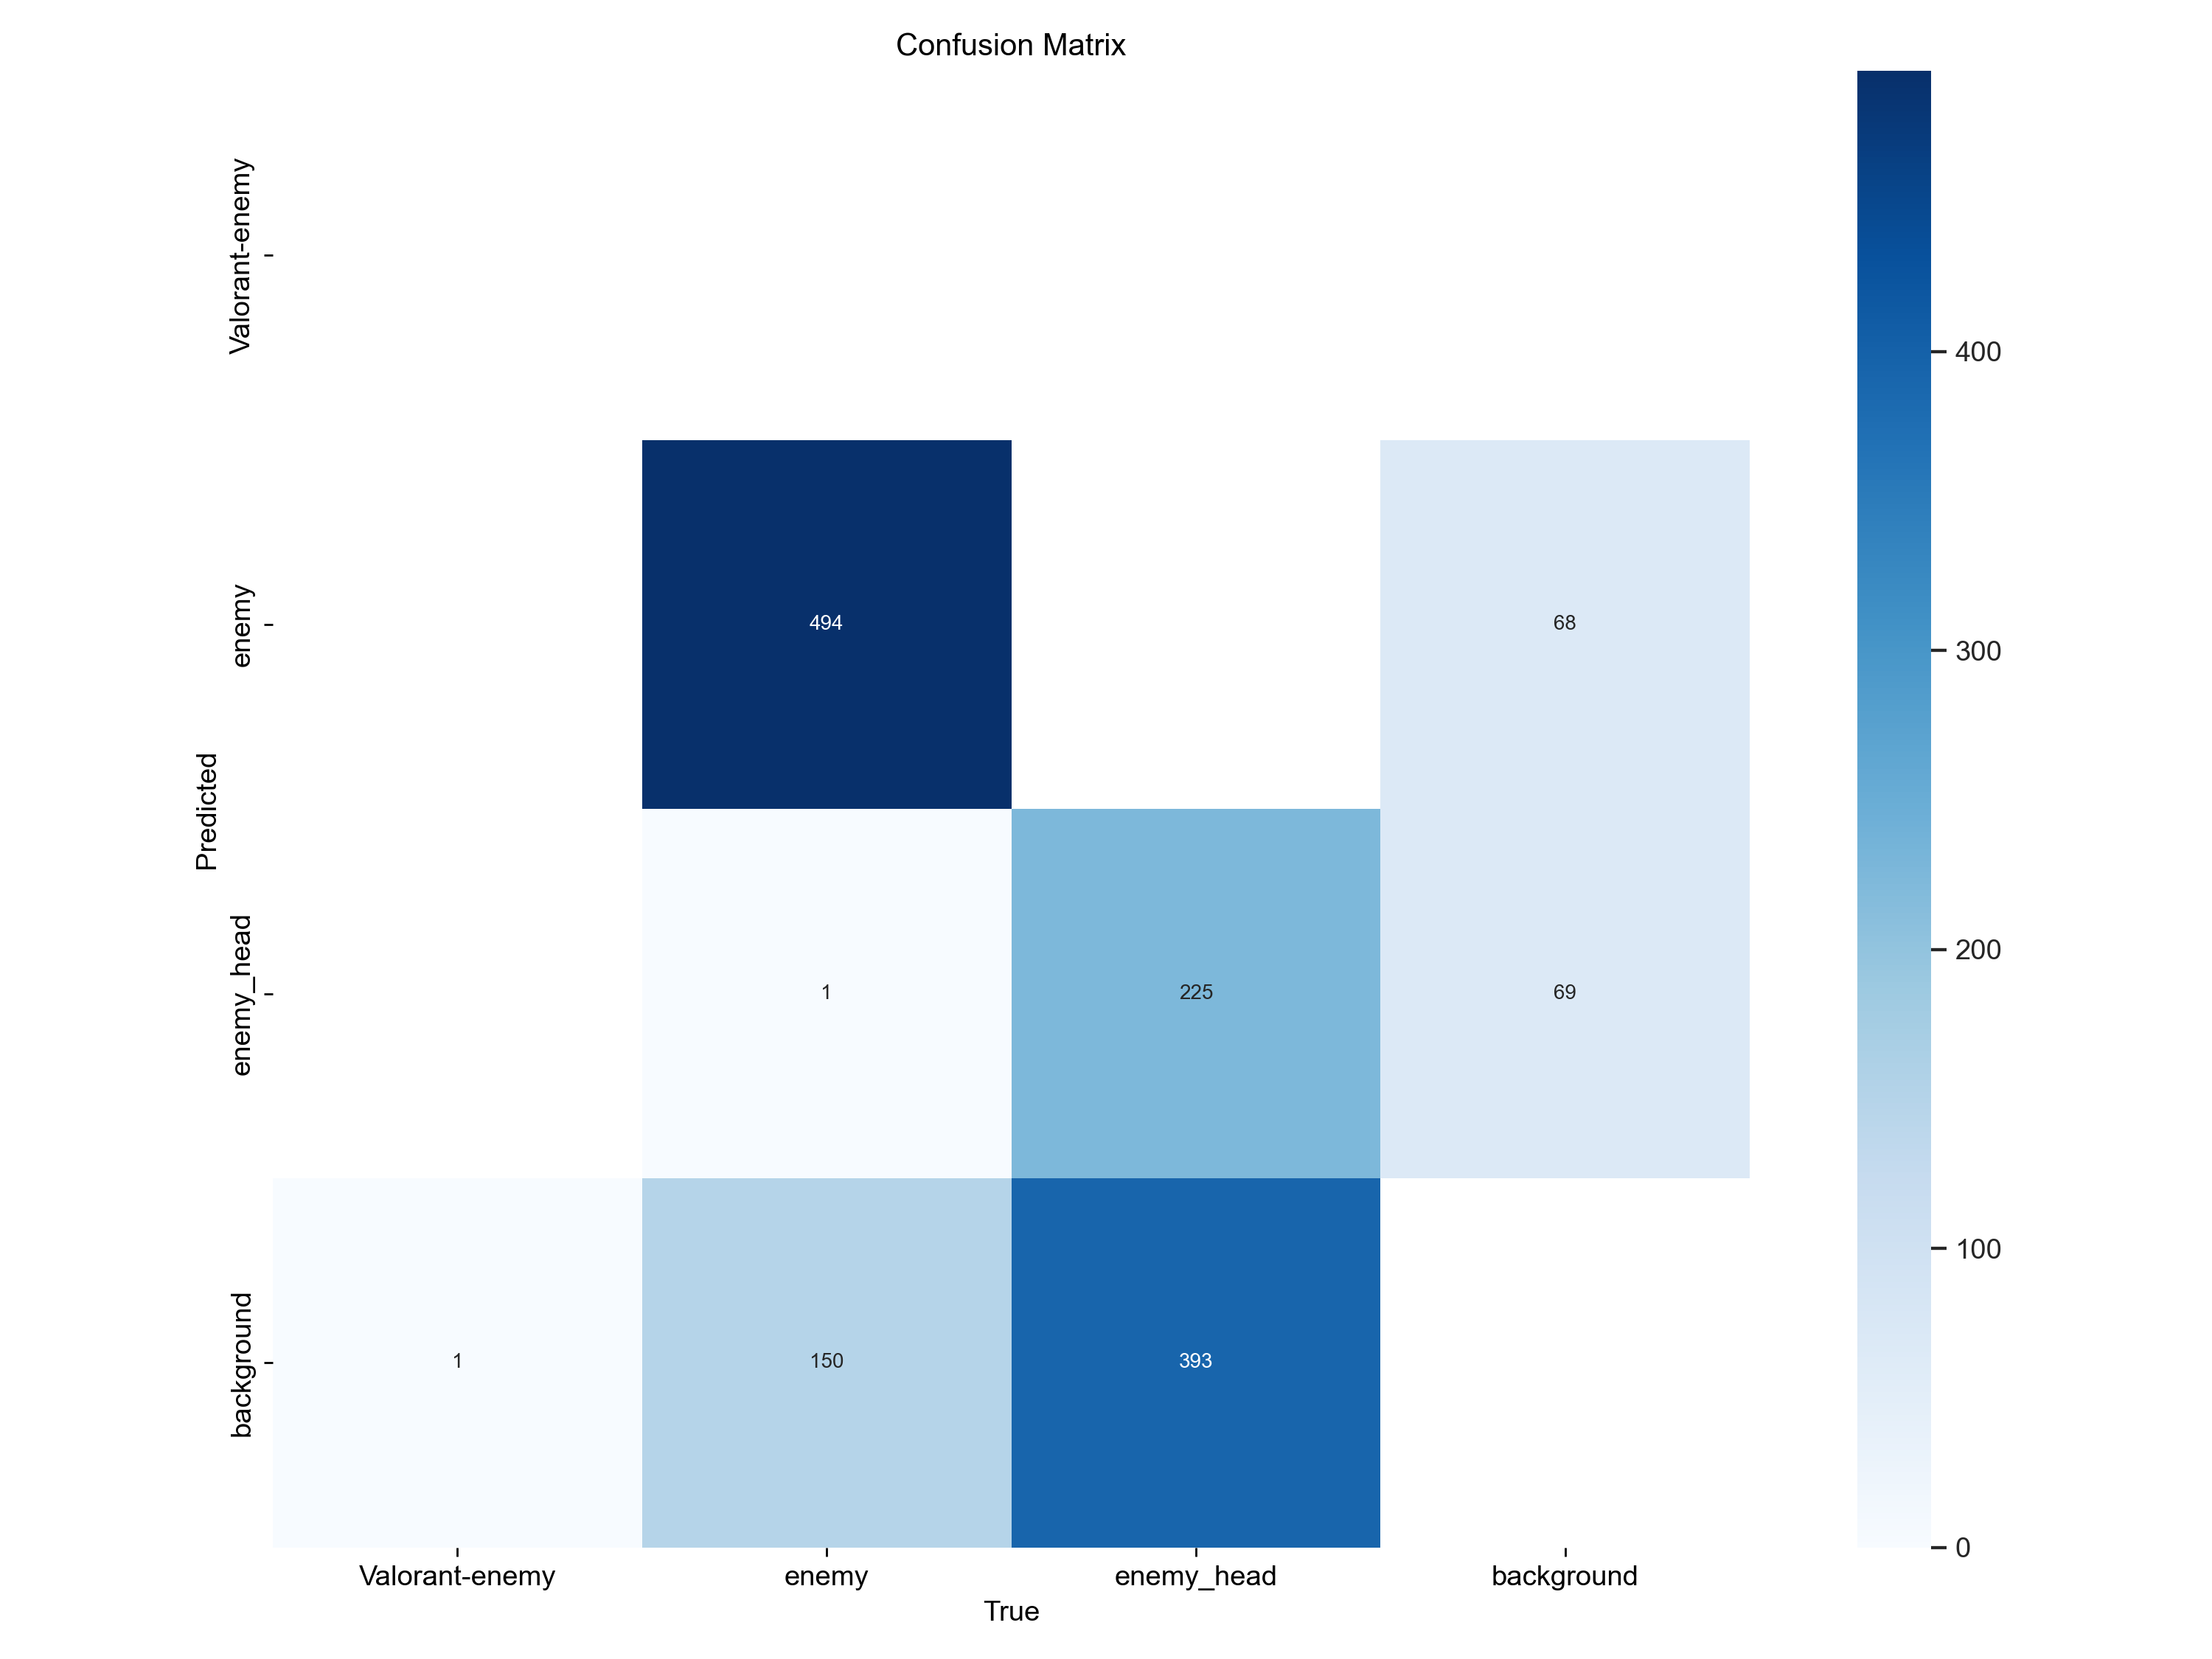 Confusion Matrix
Valorant-enemy
enemy
enemy_head
background
Predicted
494
68
1
225
69
1
150
393
Valorant-enemy
enemy
enemy_head
background
True
400
300
200
100
0